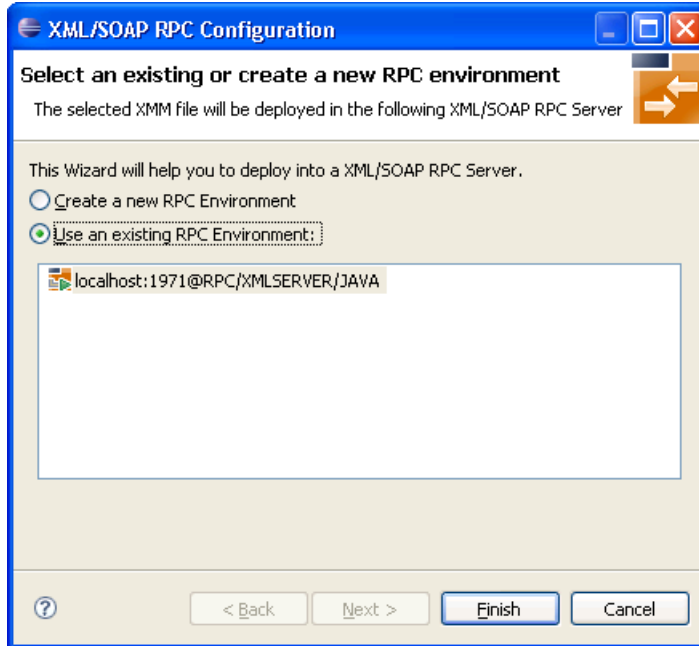 XML/SOAP RPC Configuration
Select an existing or create a new RPC environment
The selected XMM file will be deployed in the following XML/SOAP RPC Server
This Wizard will help you to deploy into a XML/SOAP RPC Server.
Create a new RPC Environment
Use an existing RPC Environment:
localhost:1971@RPC/XMLSERVER/JAVA
?
< Back
Next >
Finish
Cancel